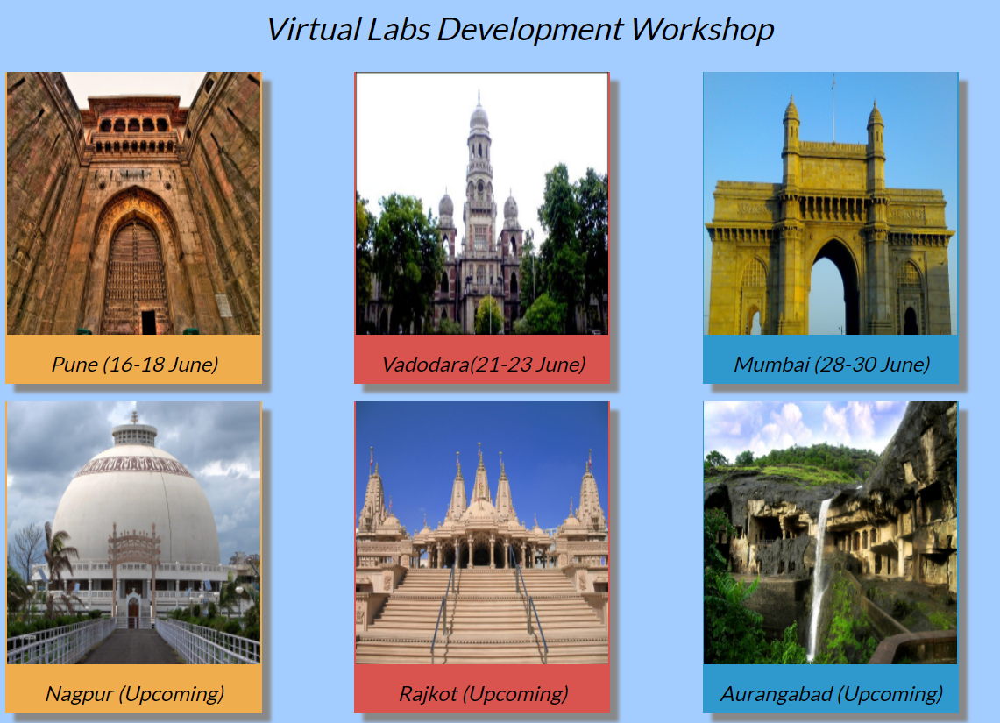 Virtual Labs Development Workshop
Pune (16-18 June)
Vadodara(21-23 June)
Mumbai (28-30 June)
Nagpur (Upcoming)
Rajkot (Upcoming)
Aurangabad (Upcoming)